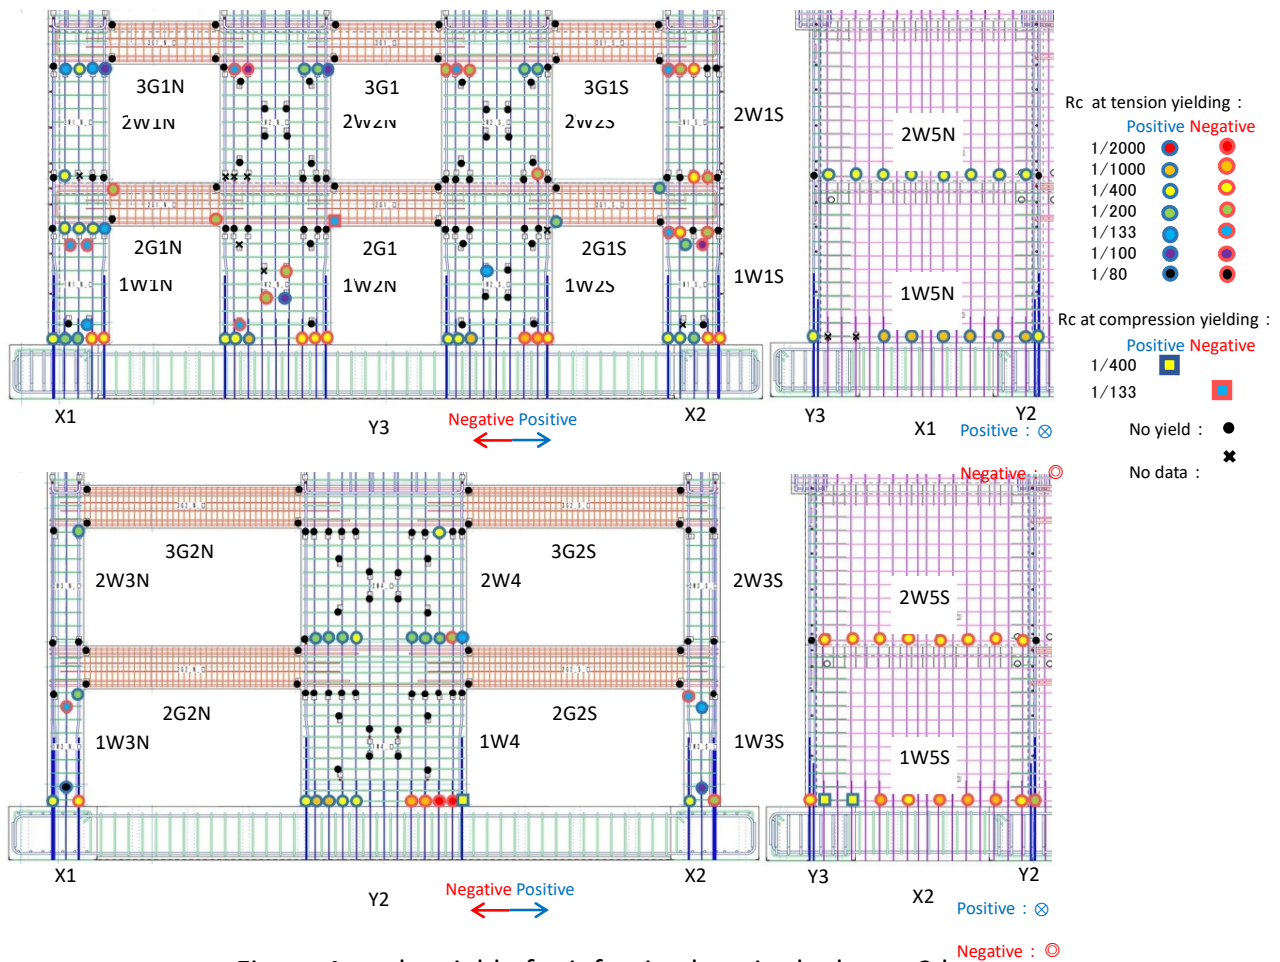 3G1N
3G1
3G1S
2W1N
2W2N
2W2S
2W1S
2W5N
2G1N
2G1
2G1S
1W1N
1W2N
1W2S
1W1S
1W5N
X1
Y3
X2
Negative Positive
Y3
X1
Y2
Positive : ⊗
Negative : ◎
Rc at tension yielding :
Positive Negative
1/2000
1/1000
1/400
1/200
1/133
1/100
1/80
Rc at compression yielding :
Positive Negative
1/400
1/133
No yield : ●
No data : ✖
3G2N
3G2S
2W3N
2W4
2W3S
2W5S
2G2N
2G2S
1W3N
1W4
1W3S
1W5S
X1
Y2
X2
Negative Positive
Y3
X2
Y2
Positive : ⊗
Negative : ◎